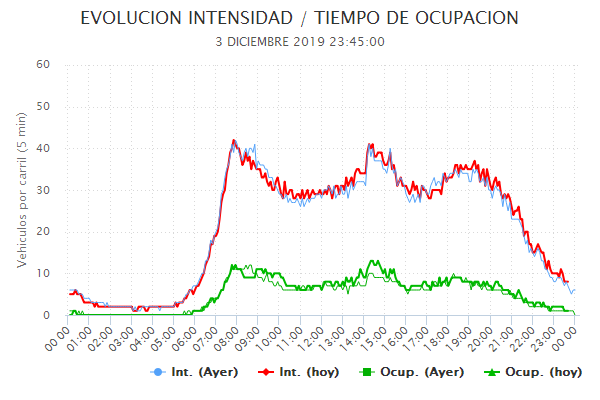 EVOLUCION INTENSIDAD / TIEMPO DE OCUPACION
3 DICIEMBRE 2019 23:45:00
Vehiculos por carril (5 min)
60
50
40
30
20
10
0
00:00 01:00 02:00 03:00 04:00 05:00 06:00 07:00 08:00 09:00 10:00 11:00 12:00 13:00 14:00 15:00 16:00 17:00 18:00 19:00 20:00 21:00 22:00 23:00 00:00
Int. (Ayer) Int. (hoy) Ocup. (Ayer) Ocup. (hoy)